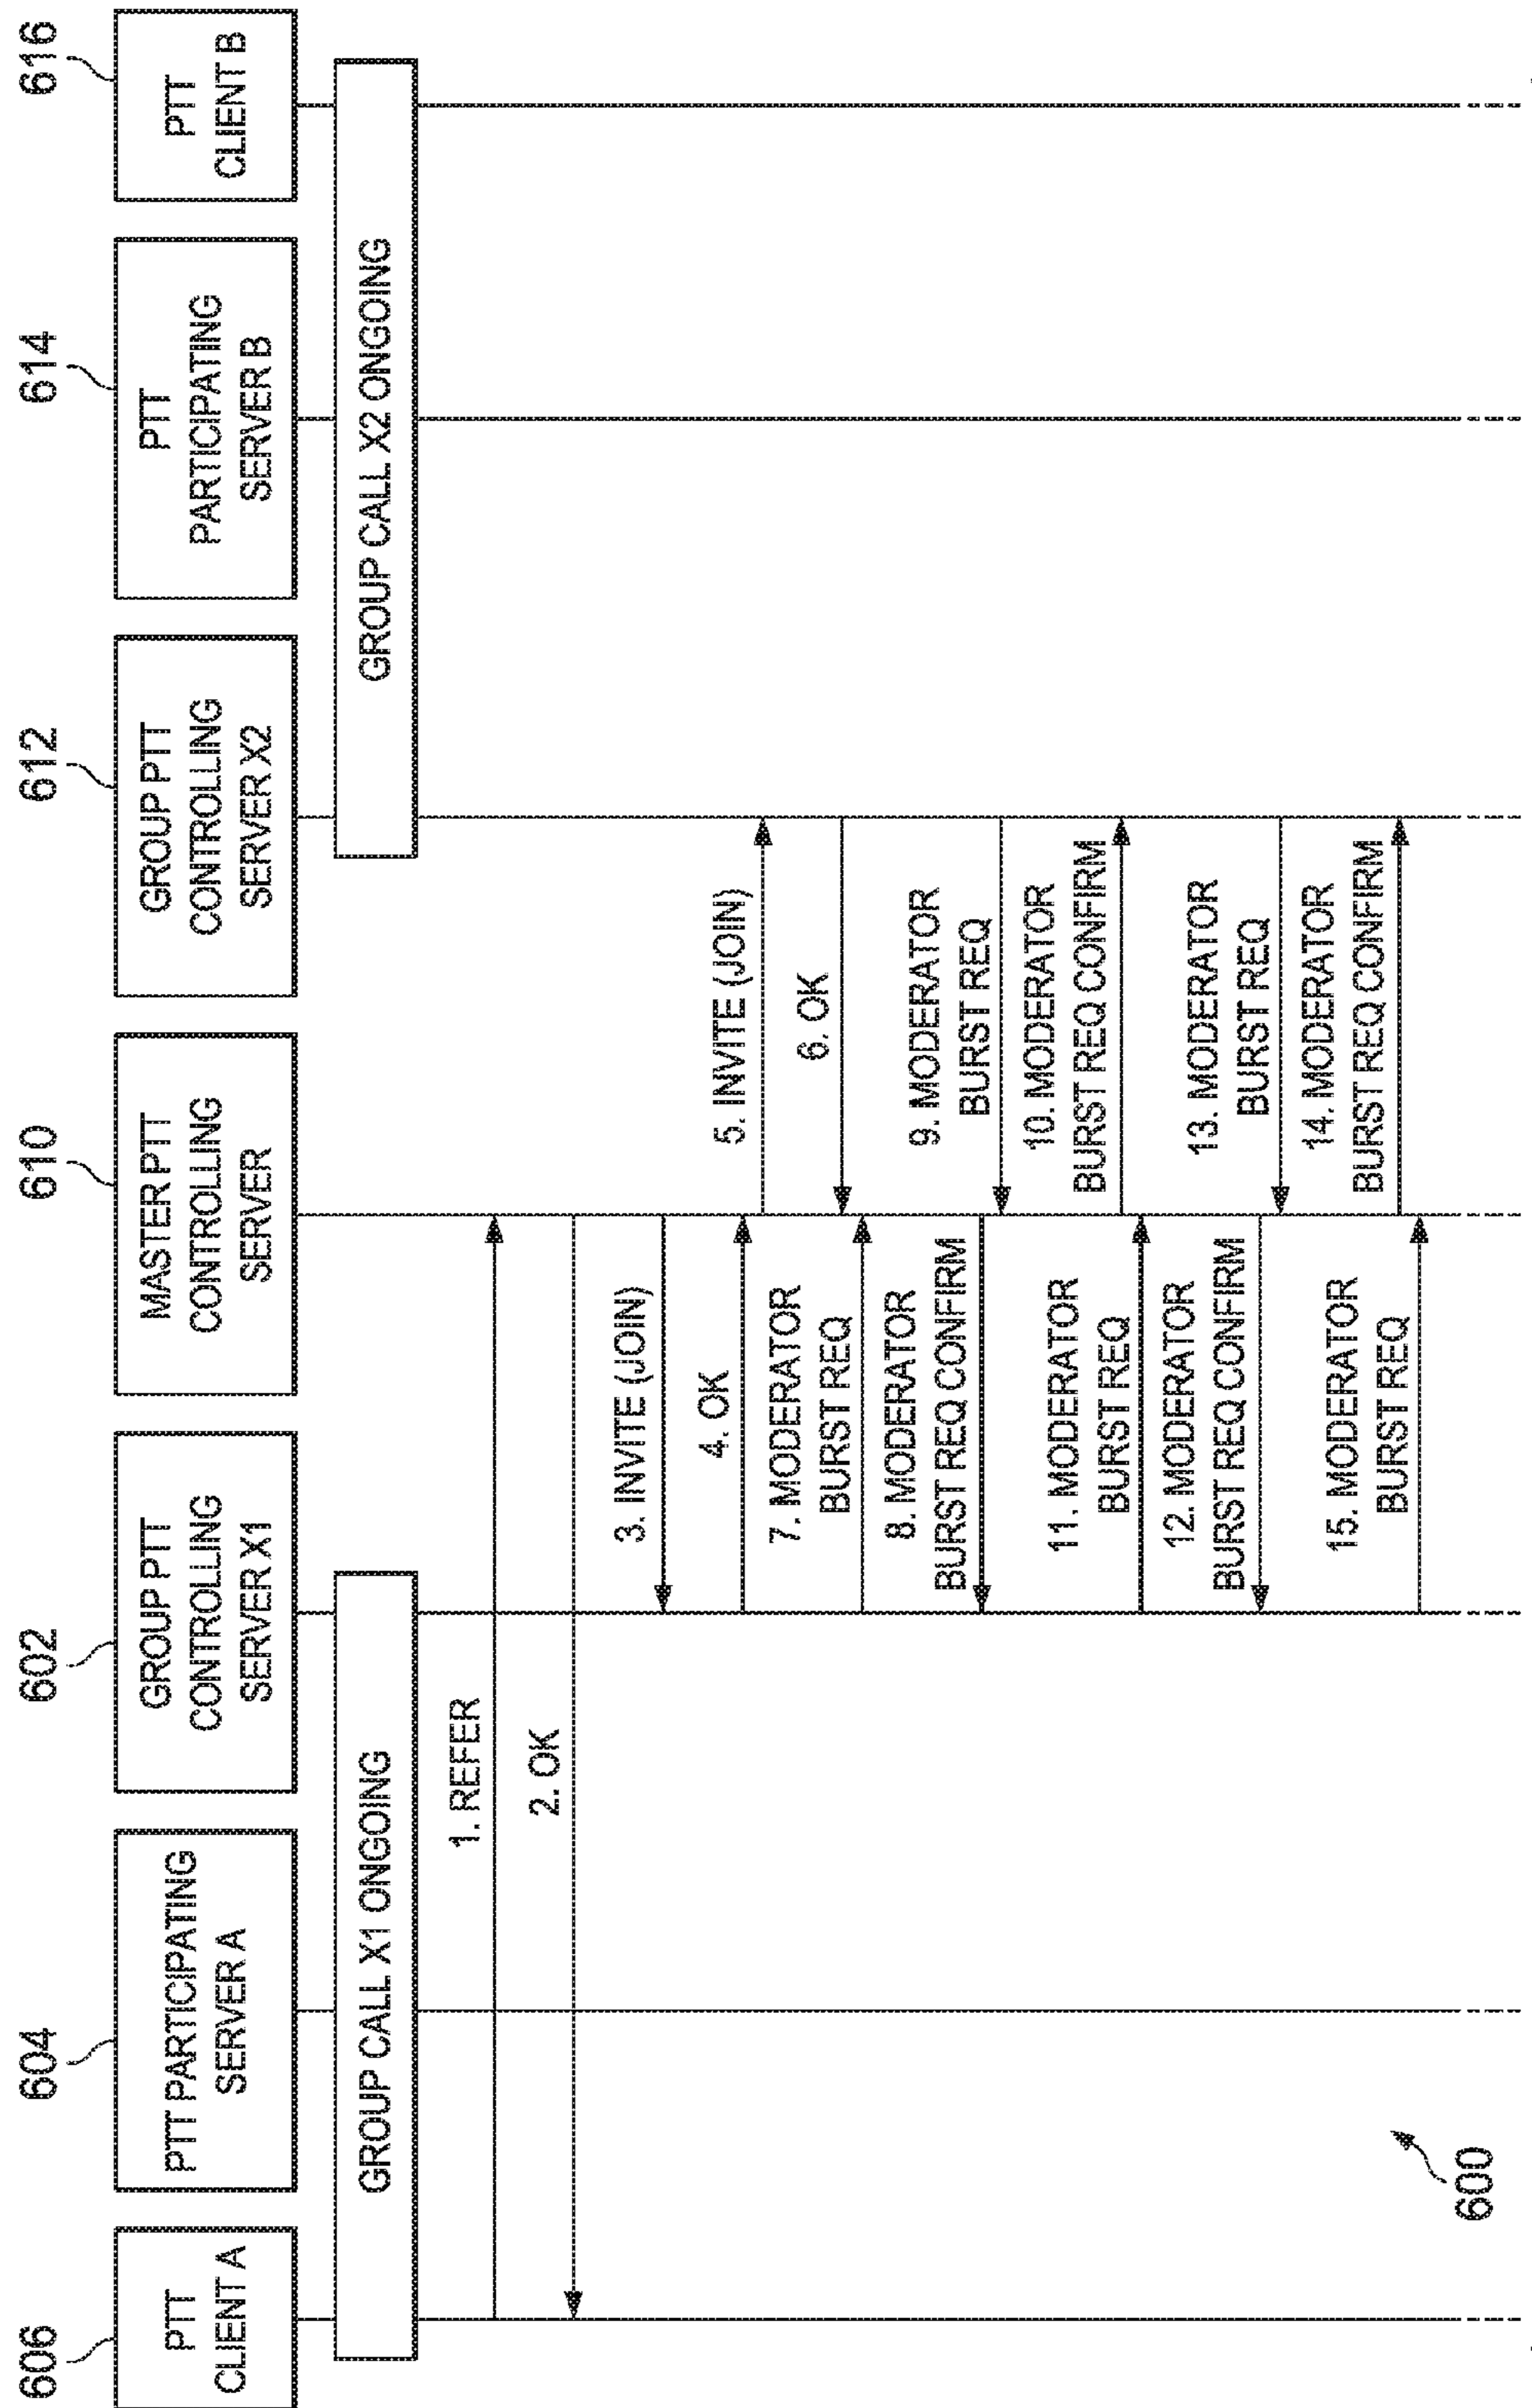 606
604
602
610
612
614
616
PTT
CLIENT A
PTT PARTICIPATING
SERVER A
GROUP PTT
CONTROLLING
SERVER X1
MASTER PTT
CONTROLLING
SERVER
GROUP PTT
CONTROLLING
SERVER X2
PTT
PARTICIPATING
SERVER B
PTT
CLIENT B
GROUP CALL X1 ONGOING
GROUP CALL X2 ONGOING
1. REFER
2. OK
3. INVITE (JOIN)
4. OK
5. INVITE (JOIN)
6. OK
7. MODERATOR
BURST REQ
8. MODERATOR
BURST REQ CONFIRM
9. MODERATOR
BURST REQ
10. MODERATOR
BURST REQ CONFIRM
11. MODERATOR
BURST REQ
12. MODERATOR
BURST REQ CONFIRM
13. MODERATOR
BURST REQ
14. MODERATOR
BURST REQ CONFIRM
15. MODERATOR
BURST REQ
600